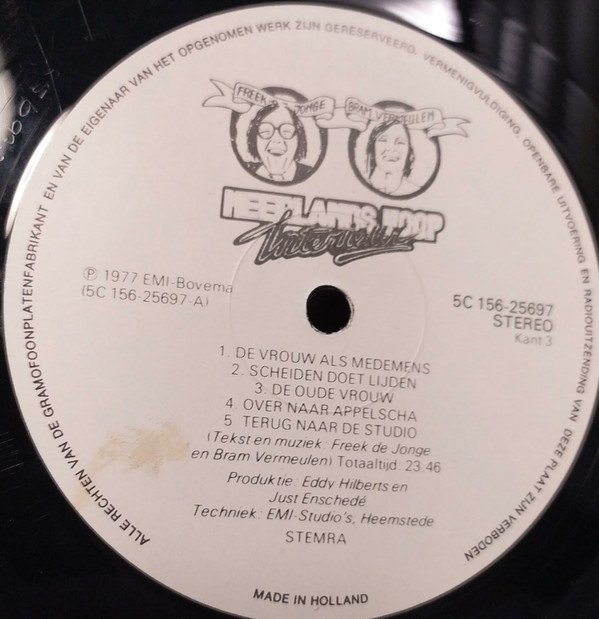 ALLE RECHTEN VAN DE GRAMOFOONPLATENFABRIKANT EN VAN DE EIGENAAR VAN HET OPGENOMEN WERK ZIJN GERESERVEERD. VERMENIGVULDIGING, OPENBARE UITVOERING EN RADIOUITZENDING VAN DEZE PLAAT ZIJN VERBODEN
FREEK DE JONGE
BRAM VERMEULEN
NEERLANDS HOOP
Interieur
Ⓟ 1977 EMI-Bovema
(5C 156-25697-A)
5C 156-25697
STEREO
Kant 3
1. DE VROUW ALS MEDEMENS
2. SCHEIDEN DOET LIJDEN
3. DE OUDE VROUW
4 OVER NAAR APPELSCHA
5 TERUG NAAR DE STUDIO
(Tekst en muziek: Freek de Jonge
en Bram Vermeulen) Totaaltijd: 23.46
Produktie: Eddy Hilberts en
Just Enschedé
Techniek: EMI-Studio's, Heemstede
STEMRA
MADE IN HOLLAND